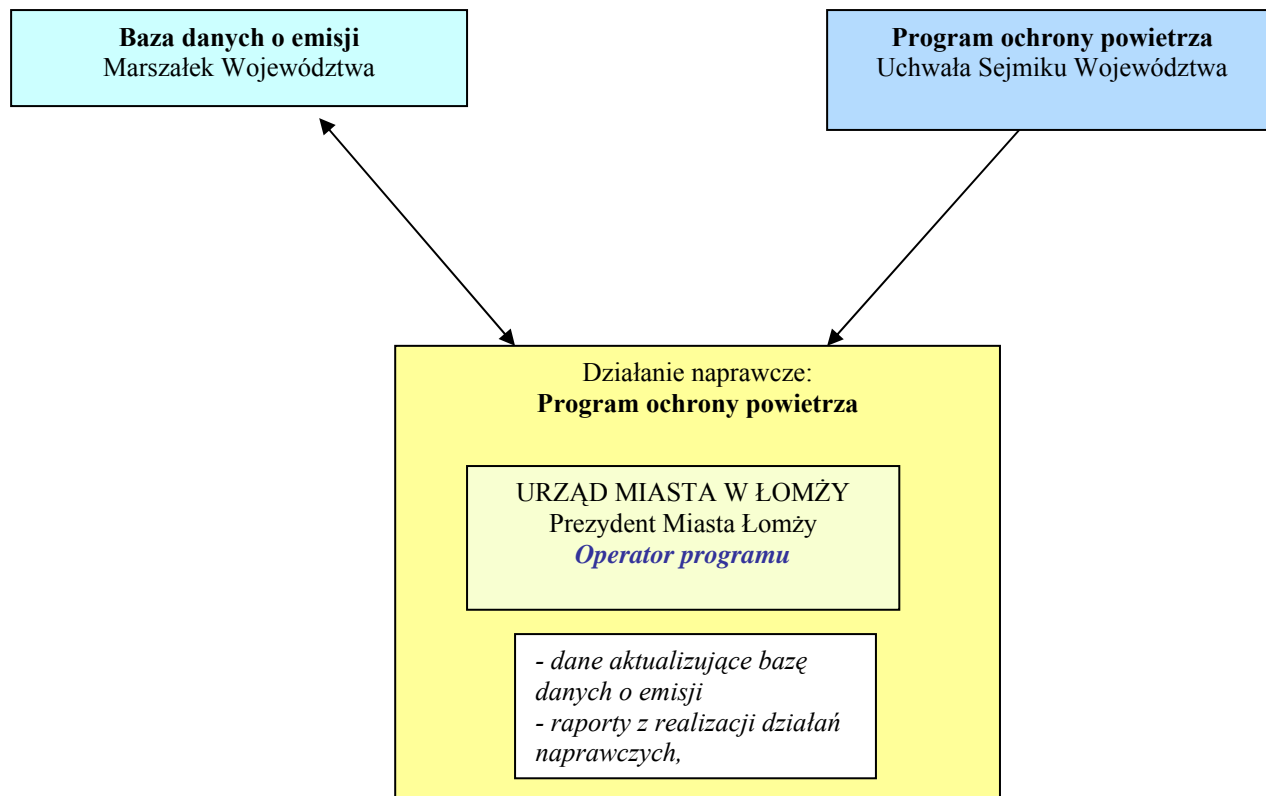 Baza danych o emisji
Marszałek Województwa
Program ochrony powietrza
Uchwała Sejmiku Województwa
Działanie naprawcze:
Program ochrony powietrza
URZĄD MIASTA W ŁOMŻY
Prezydent Miasta Łomży
Operator programu
- dane aktualizujące bazę
danych o emisji
- raporty z realizacji działań
naprawczych,